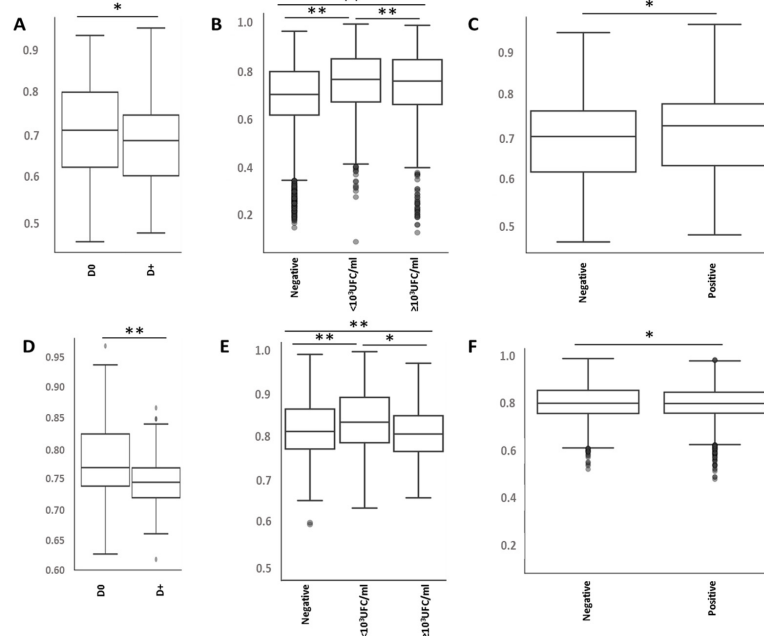 A
*
0.9
0.8
0.7
0.6
0.5
D0
D+
B
**
**
**
1.0
0.8
0.6
0.4
0.2
Negative
<10³UFC/ml
≥10³UFC/ml
C
*
0.9
0.8
0.7
0.6
0.5
Negative
Positive
D
**
0.95
0.90
0.85
0.80
0.75
0.70
0.65
0.60
D0
D+
E
**
**
*
1.0
0.9
0.8
0.7
0.6
0.5
Negative
<10³UFC/ml
≥10³UFC/ml
F
*
1.0
0.8
0.6
0.4
0.2
Negative
Positive